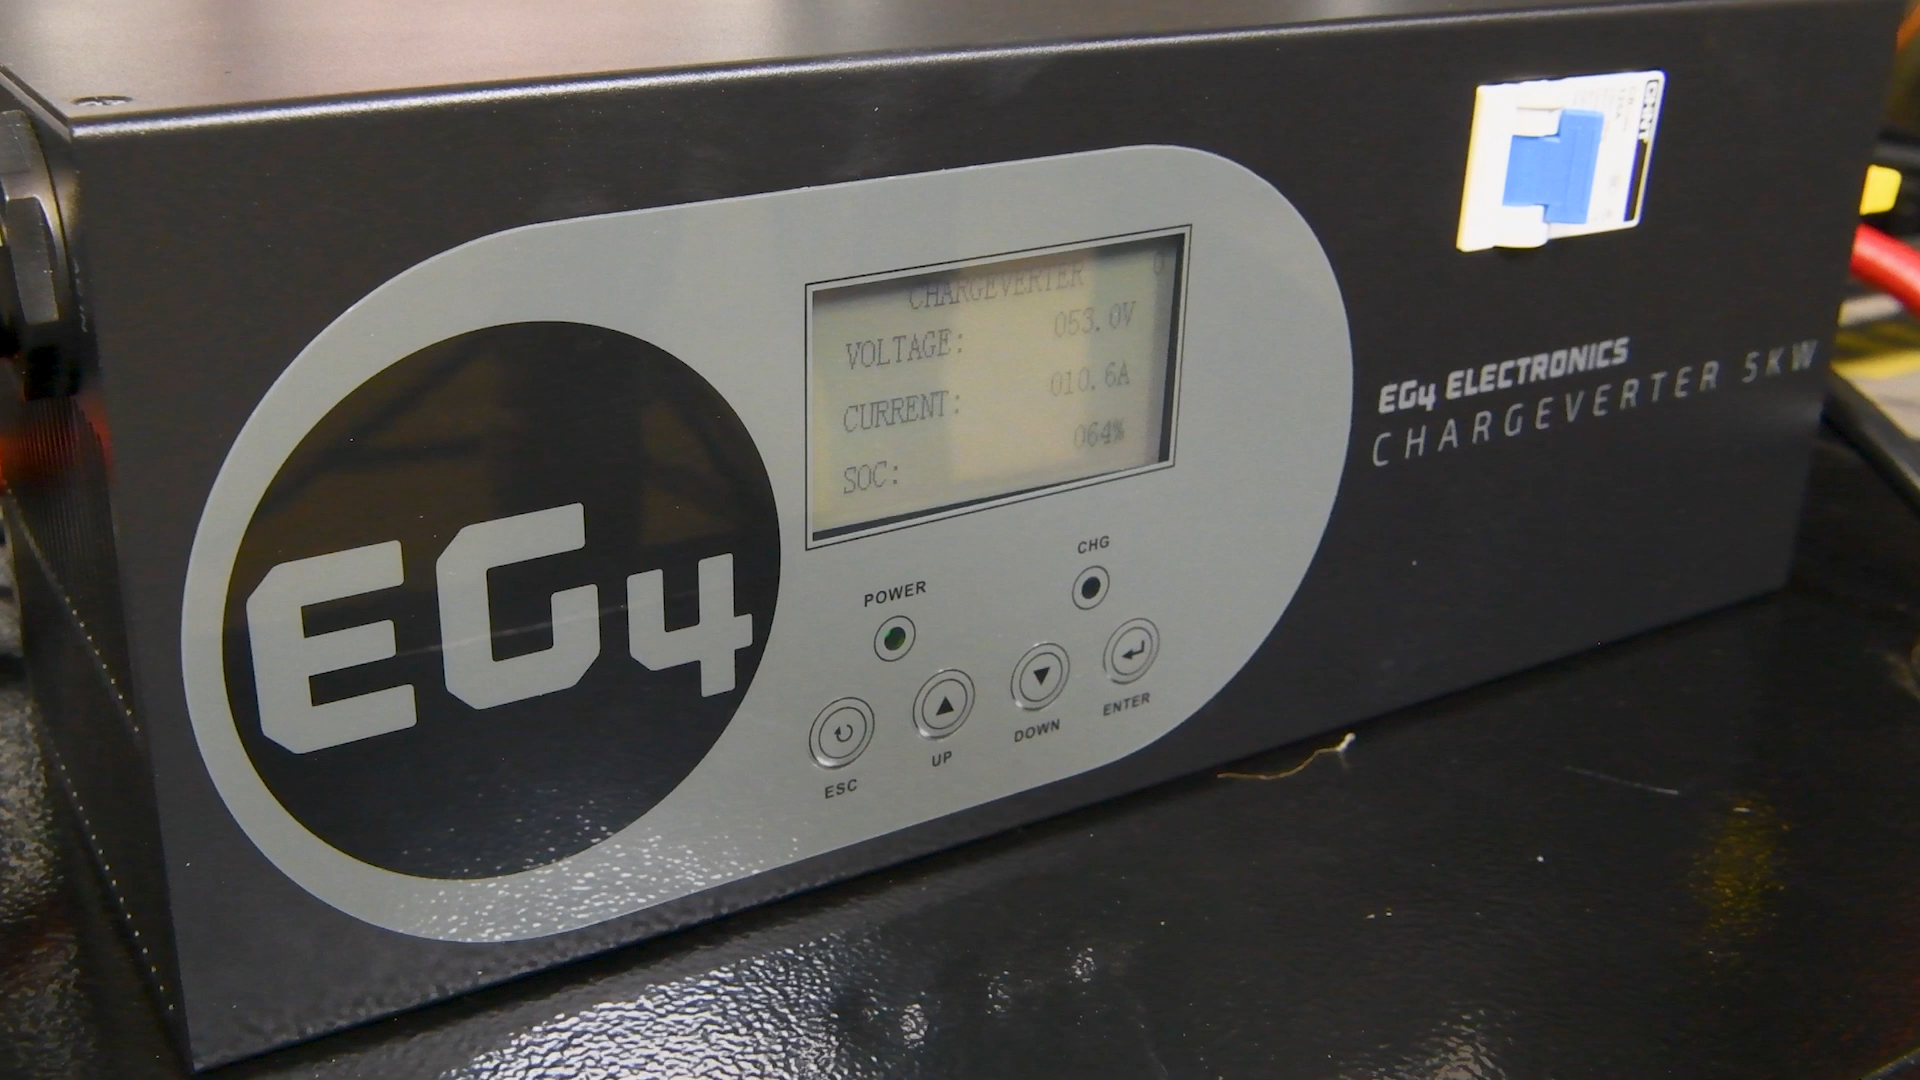 CHARGEVERTER
VOLTAGE: 053.0V
CURRENT: 010.6A
SOC: 064%
EG4
POWER
CHG
ESC
UP
DOWN
ENTER
EG4 ELECTRONICS
CHARGEVERTER 5KW